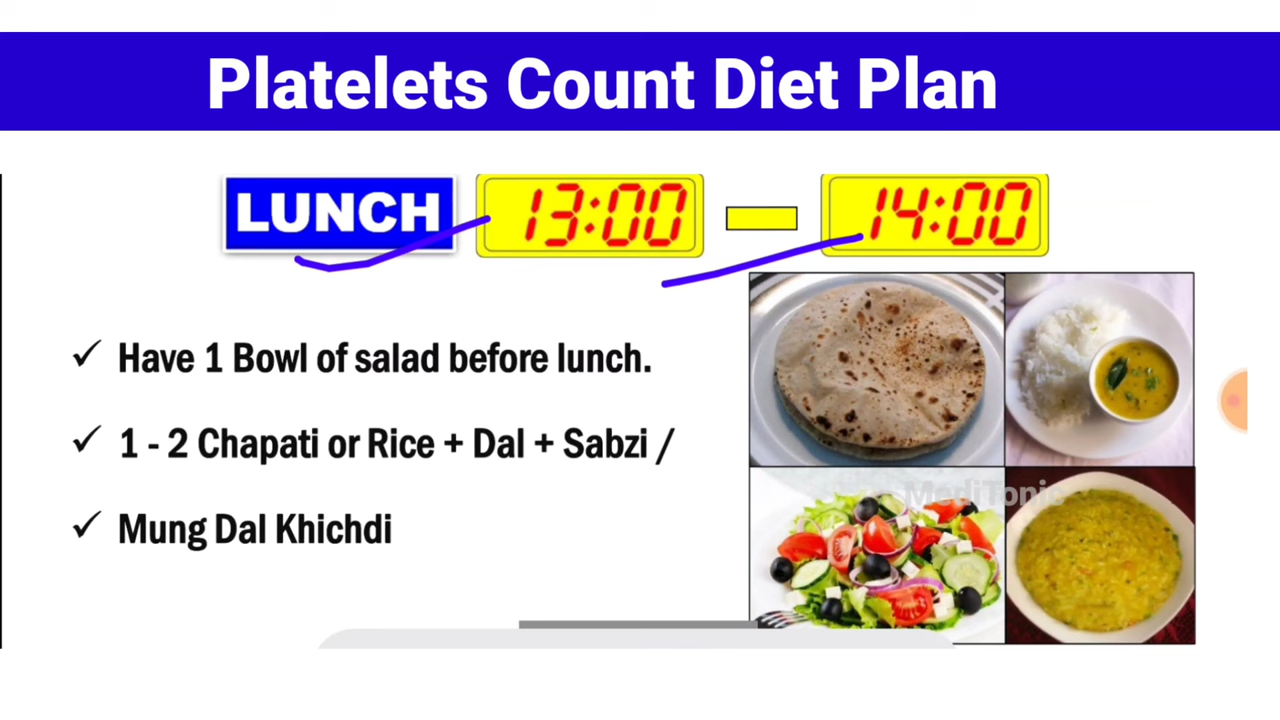 Platelets Count Diet Plan
LUNCH 13:00 14:00
Have 1 Bowl of salad before lunch.
1 - 2 Chapati or Rice + Dal + Sabzi /
Mung Dal Khichdi
MediTonic